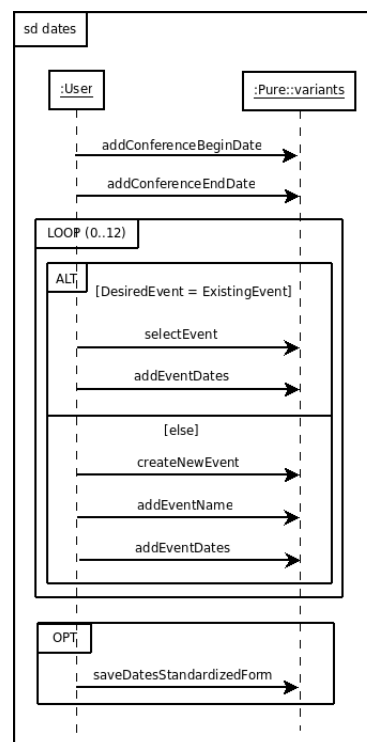 sd dates
:User
:Pure::variants
addConferenceBeginDate
addConferenceEndDate
LOOP (0..12)
ALT
[DesiredEvent = ExistingEvent]
selectEvent
addEventDates
[else]
createNewEvent
addEventName
addEventDates
OPT
saveDatesStandardizedForm